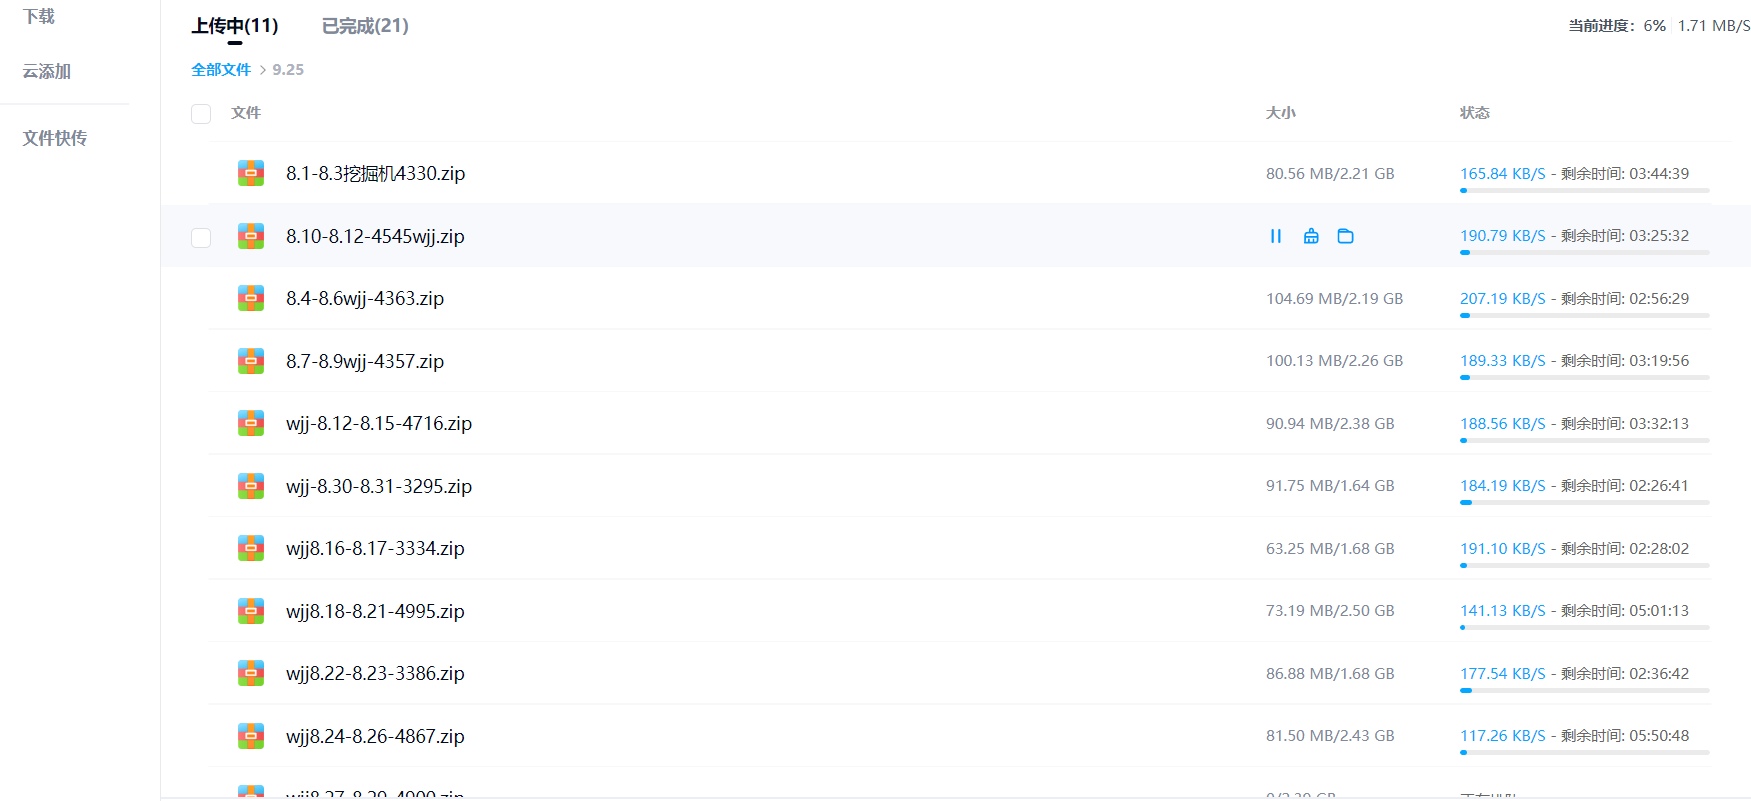 下载
云添加
文件快传
上传中(11) 已完成(21) 当前进度：6% 1.71 MB/S
全部文件 > 9.25
文件 大小 状态
8.1-8.3挖掘机4330.zip 80.56 MB/2.21 GB 165.84 KB/S - 剩余时间: 03:44:39
8.10-8.12-4545wjj.zip 190.79 KB/S - 剩余时间: 03:25:32
8.4-8.6wjj-4363.zip 104.69 MB/2.19 GB 207.19 KB/S - 剩余时间: 02:56:29
8.7-8.9wjj-4357.zip 100.13 MB/2.26 GB 189.33 KB/S - 剩余时间: 03:19:56
wjj-8.12-8.15-4716.zip 90.94 MB/2.38 GB 188.56 KB/S - 剩余时间: 03:32:13
wjj-8.30-8.31-3295.zip 91.75 MB/1.64 GB 184.19 KB/S - 剩余时间: 02:26:41
wjj8.16-8.17-3334.zip 63.25 MB/1.68 GB 191.10 KB/S - 剩余时间: 02:28:02
wjj8.18-8.21-4995.zip 73.19 MB/2.50 GB 141.13 KB/S - 剩余时间: 05:01:13
wjj8.22-8.23-3386.zip 86.88 MB/1.68 GB 177.54 KB/S - 剩余时间: 02:36:42
wjj8.24-8.26-4867.zip 81.50 MB/2.43 GB 117.26 KB/S - 剩余时间: 05:50:48